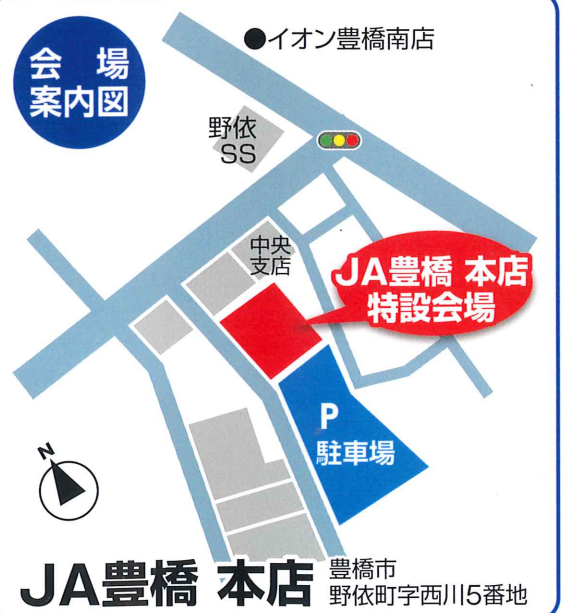 会場
案内図
●イオン豊橋南店
野依
SS
中央
支店
JA豊橋 本店
特設会場
P
駐車場
N
JA豊橋 本店
豊橋市
野依町字西川5番地